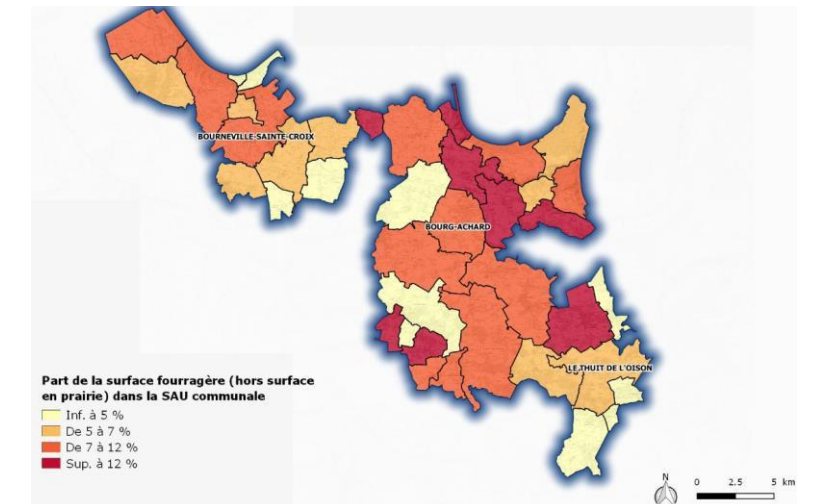 BOURNEVILLE-SAINTE-CROIX
BOURG-ACHARD
LE THUIT DE L'OISON
Part de la surface fourragère (hors surface
en prairie) dans la SAU communale
Inf. à 5 %
De 5 à 7 %
De 7 à 12 %
Sup. à 12 %
N
0 2.5 5 km